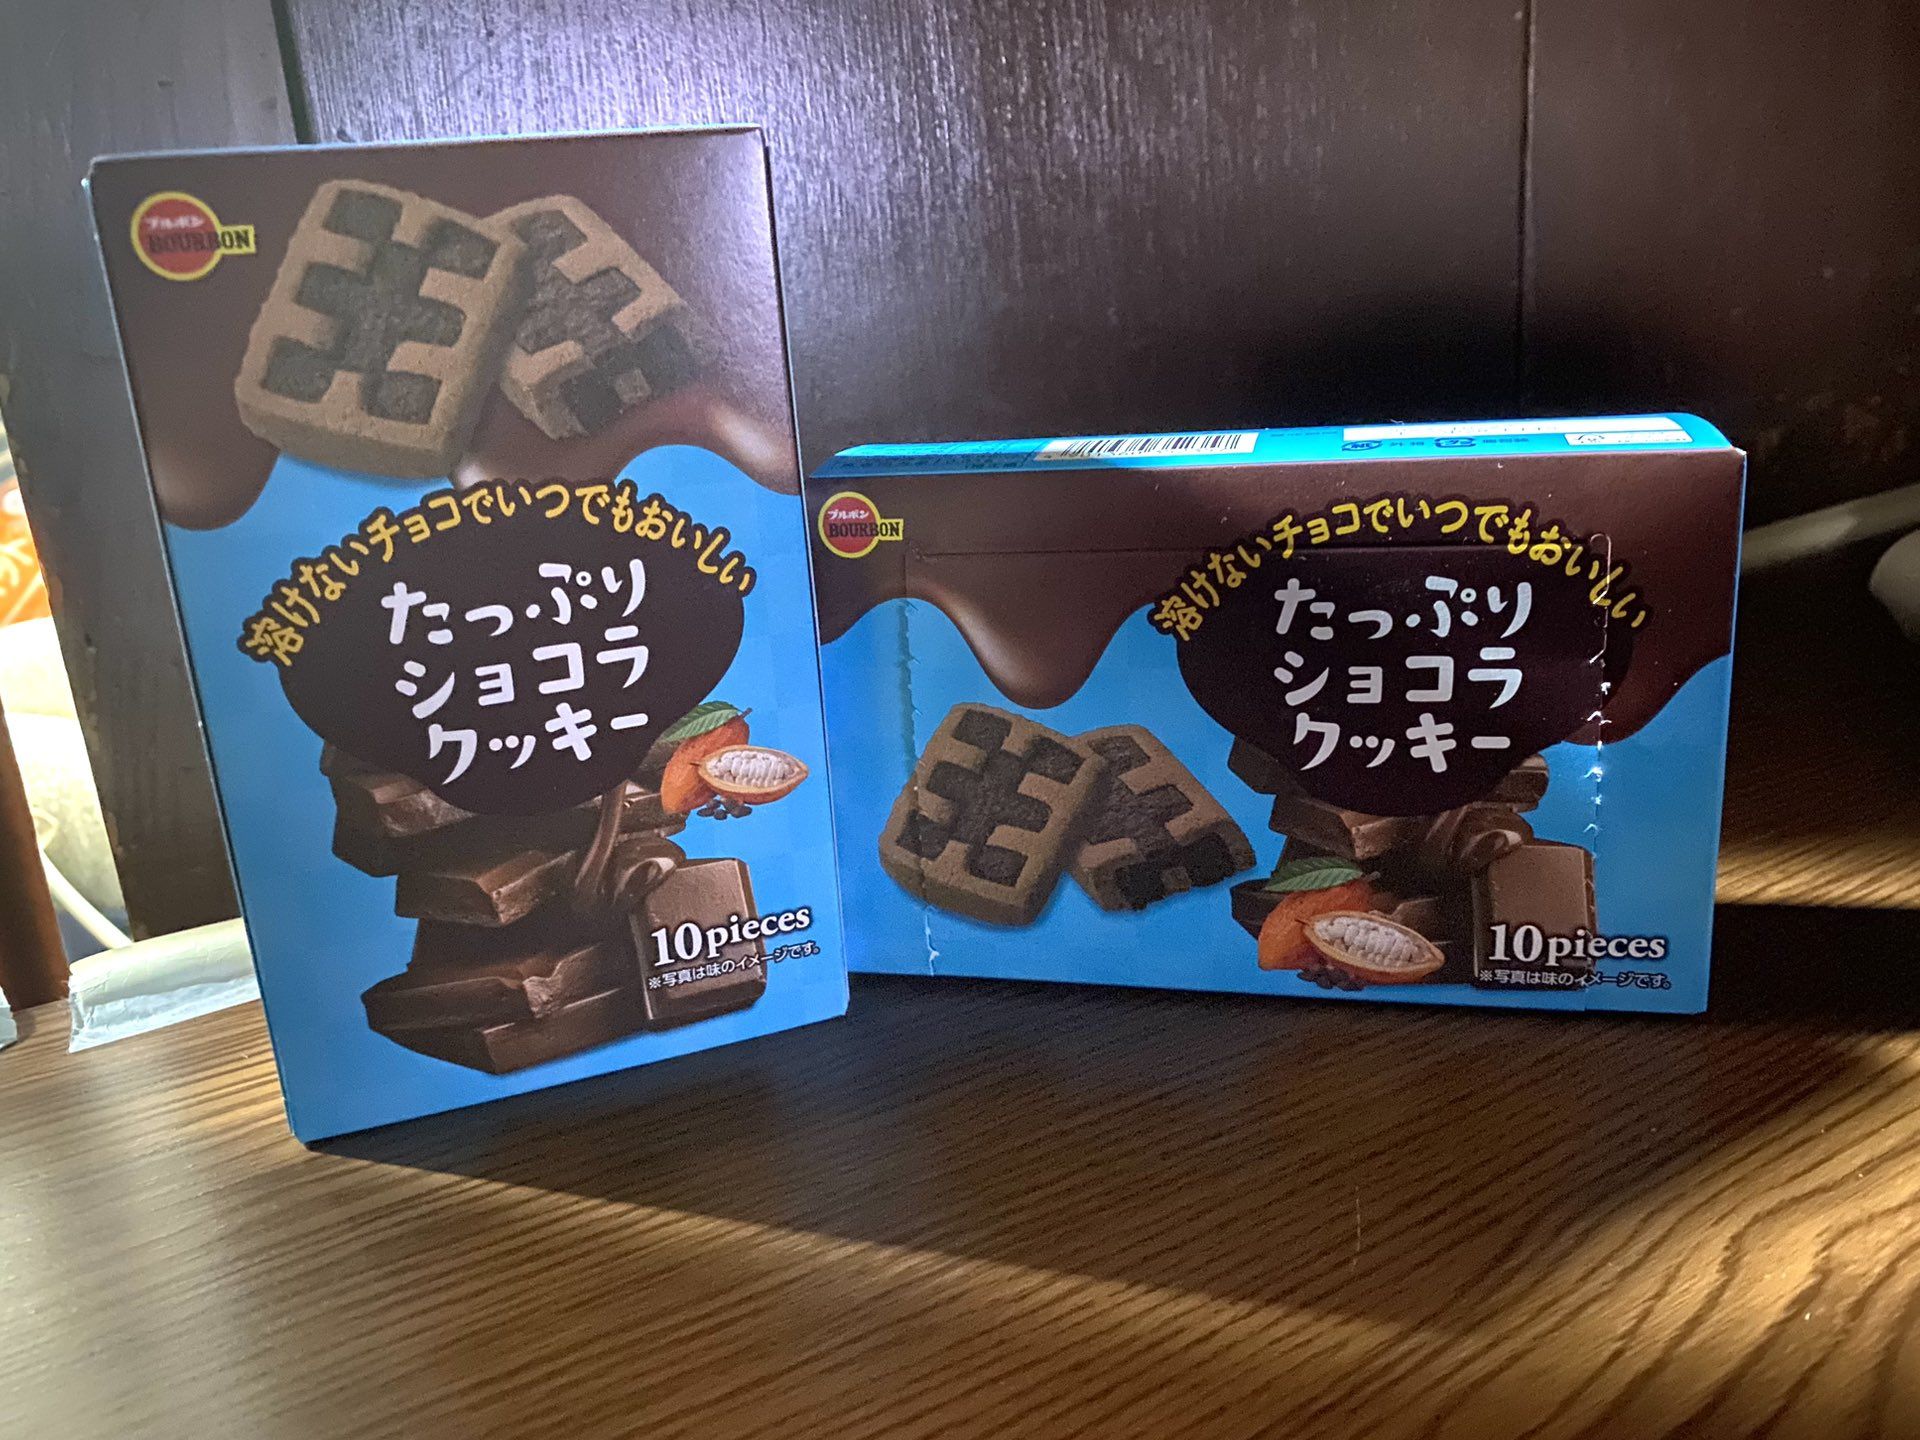 ブルボン
BOURBON
溶けないチョコでいつでもおいしい
たっぷり
ショコラ
クッキー
10pieces
※写真は味のイメージです。
ブルボン
BOURBON
溶けないチョコでいつでもおいしい
たっぷり
ショコラ
クッキー
10pieces
※写真は味のイメージです。